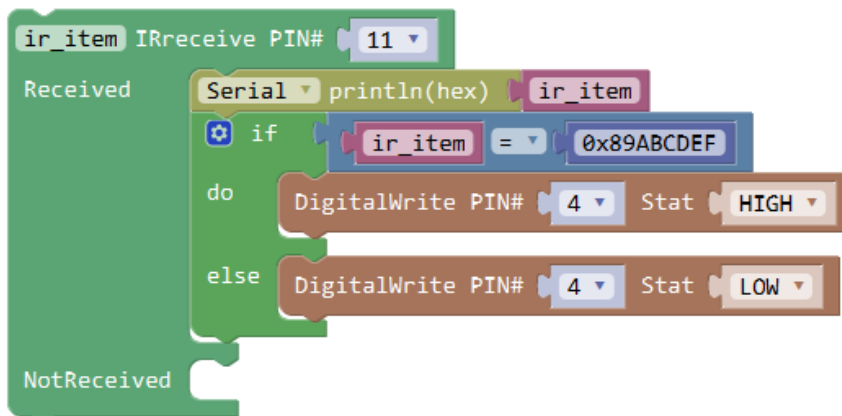 ir_item IRreceive PIN# 11
Received Serial println(hex) ir_item
if ir_item = 0x89ABCDEF
do DigitalWrite PIN# 4 Stat HIGH
else DigitalWrite PIN# 4 Stat LOW
NotReceived